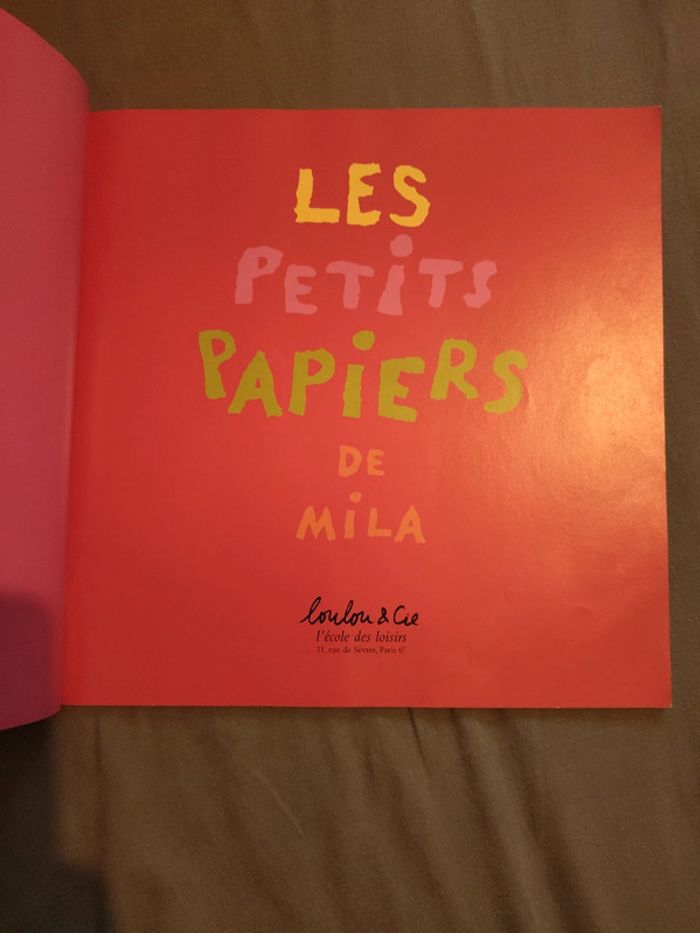 LES
PETiTS
PAPiERS
DE
MiLA
loulou & Cie
l'école des loisirs
11, rue de Sèvres, Paris 6ᵉ